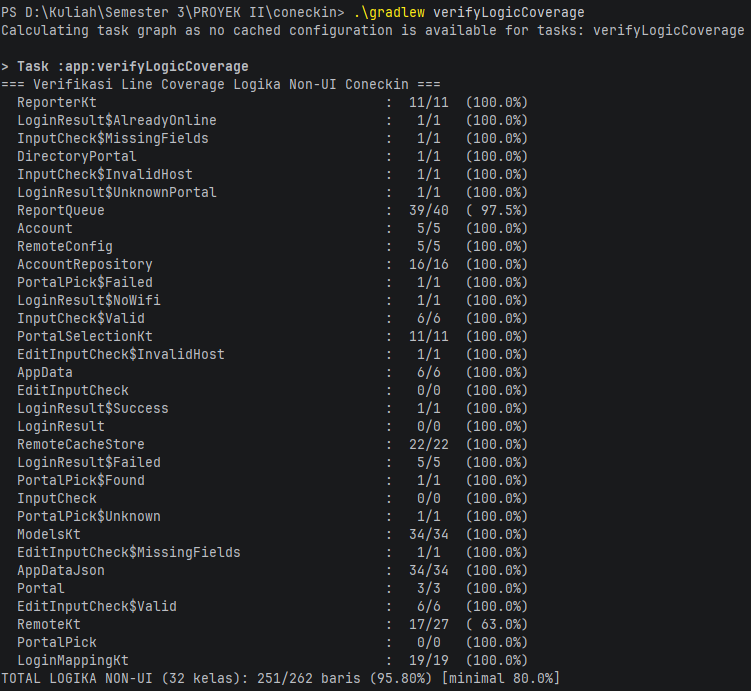 PS D:\Kuliah\Semester 3\PROYEK II\coneckin> .\gradlew verifyLogicCoverage
Calculating task graph as no cached configuration is available for tasks: verifyLogicCoverage
> Task :app:verifyLogicCoverage
=== Verifikasi Line Coverage Logika Non-UI Coneckin ===
ReporterKt : 11/11 (100.0%)
LoginResult$AlreadyOnline : 1/1 (100.0%)
InputCheck$MissingFields : 1/1 (100.0%)
DirectoryPortal : 1/1 (100.0%)
InputCheck$InvalidHost : 1/1 (100.0%)
LoginResult$UnknownPortal : 1/1 (100.0%)
ReportQueue : 39/40 ( 97.5%)
Account : 5/5 (100.0%)
RemoteConfig : 5/5 (100.0%)
AccountRepository : 16/16 (100.0%)
PortalPick$Failed : 1/1 (100.0%)
LoginResult$NoWifi : 1/1 (100.0%)
InputCheck$Valid : 6/6 (100.0%)
PortalSelectionKt : 11/11 (100.0%)
EditInputCheck$InvalidHost : 1/1 (100.0%)
AppData : 6/6 (100.0%)
EditInputCheck : 0/0 (100.0%)
LoginResult$Success : 1/1 (100.0%)
LoginResult : 0/0 (100.0%)
RemoteCacheStore : 22/22 (100.0%)
LoginResult$Failed : 5/5 (100.0%)
PortalPick$Found : 1/1 (100.0%)
InputCheck : 0/0 (100.0%)
PortalPick$Unknown : 1/1 (100.0%)
ModelsKt : 34/34 (100.0%)
EditInputCheck$MissingFields : 1/1 (100.0%)
AppDataJson : 34/34 (100.0%)
Portal : 3/3 (100.0%)
EditInputCheck$Valid : 6/6 (100.0%)
RemoteKt : 17/27 ( 63.0%)
PortalPick : 0/0 (100.0%)
LoginMappingKt : 19/19 (100.0%)
TOTAL LOGIKA NON-UI (32 kelas): 251/262 baris (95.80%) [minimal 80.0%]